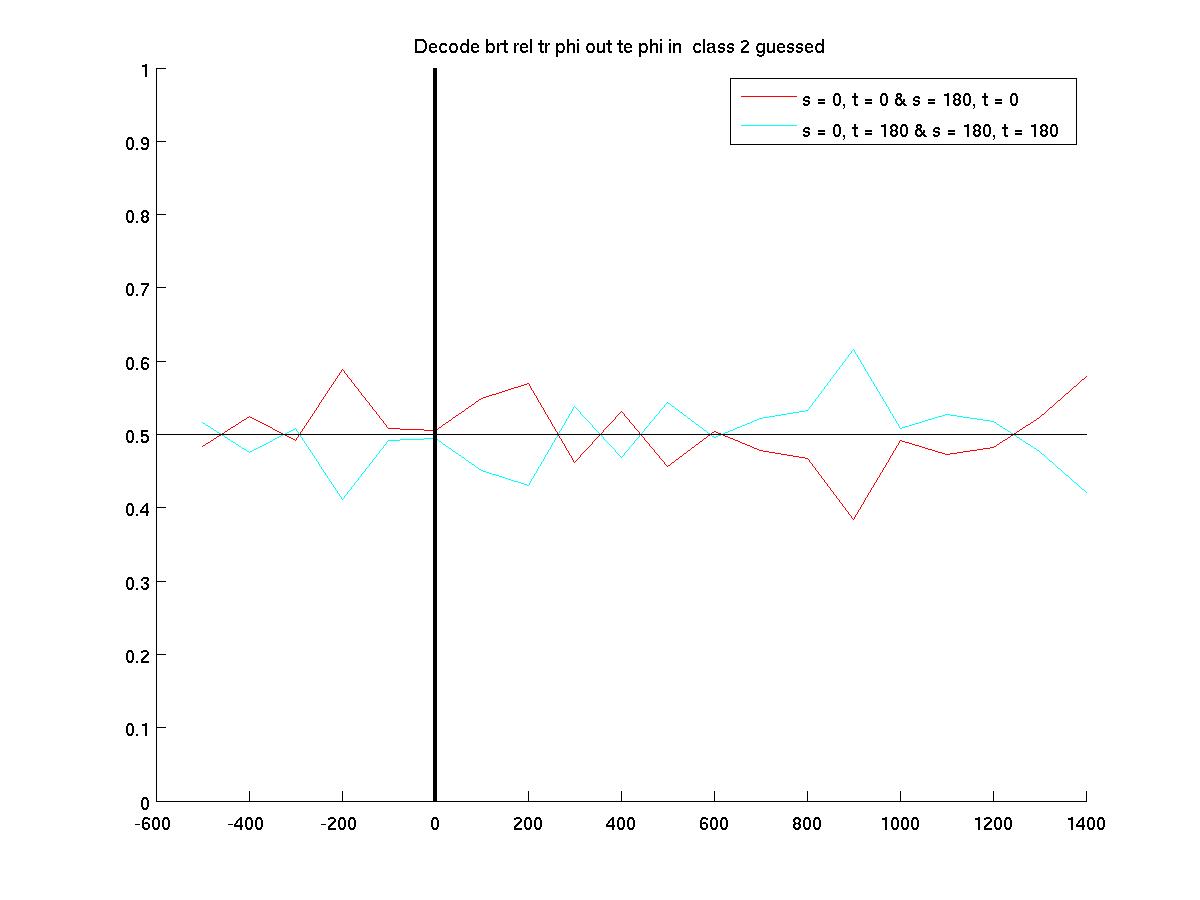 Decode brt rel tr phi out te phi in class 2 guessed
s = 0, t = 0 & s = 180, t = 0
s = 0, t = 180 & s = 180, t = 180
1
0.9
0.8
0.7
0.6
0.5
0.4
0.3
0.2
0.1
0
-600 -400 -200 0 200 400 600 800 1000 1200 1400